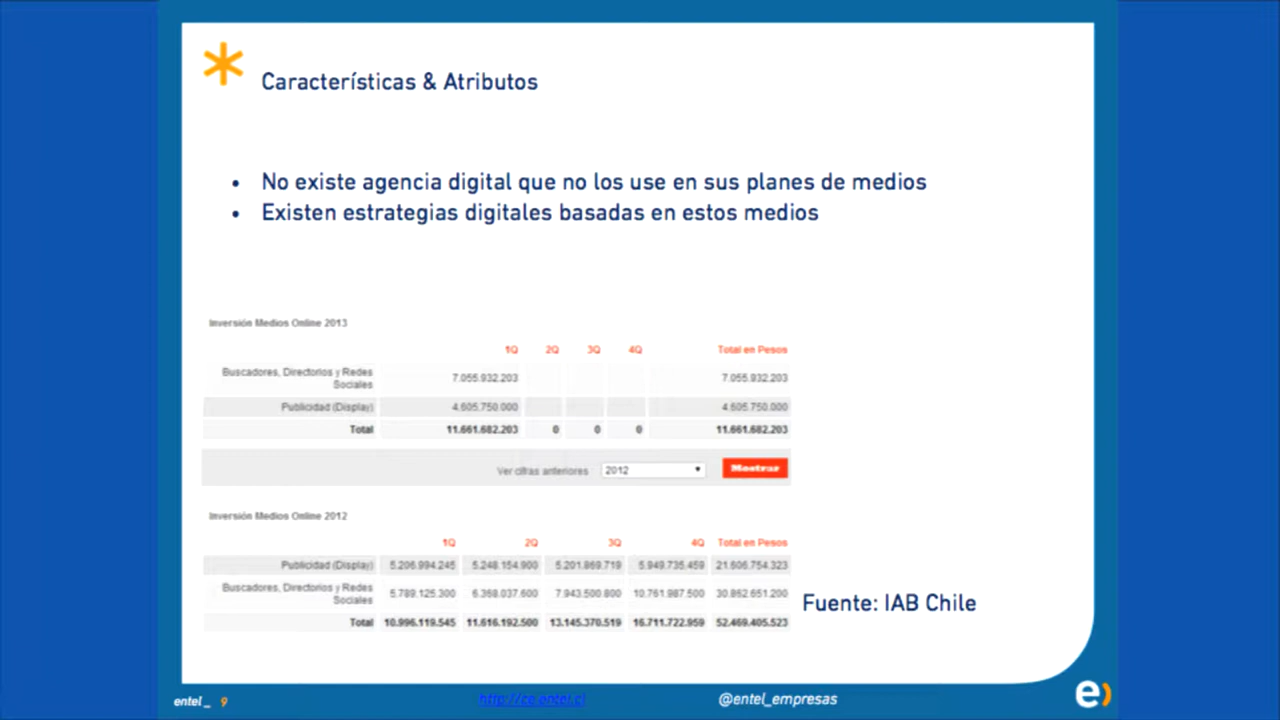 Características & Atributos
• No existe agencia digital que no los use en sus planes de medios
• Existen estrategias digitales basadas en estos medios
Inversión Medios Online 2013
1Q 2Q 3Q 4Q Total en Pesos
Buscadores, Directorios y Redes
Sociales 7.055.932.203 7.055.932.203
Publicidad (Display) 4.605.750.000 4.605.750.000
Total 11.661.682.203 0 0 0 11.661.682.203
Ver cifras anteriores 2012 Mostrar
Inversión Medios Online 2012
1Q 2Q 3Q 4Q Total en Pesos
Publicidad (Display) 5.206.994.245 5.248.154.900 5.201.869.719 5.949.735.459 21.606.754.323
Buscadores, Directorios y Redes
Sociales 5.789.125.300 6.368.037.600 7.943.500.800 10.761.987.500 30.862.651.200
Total 10.996.119.545 11.616.192.500 13.145.370.519 16.711.722.959 52.469.405.523
Fuente: IAB Chile
entel_ 9 http://ce.entel.cl @entel_empresas e)